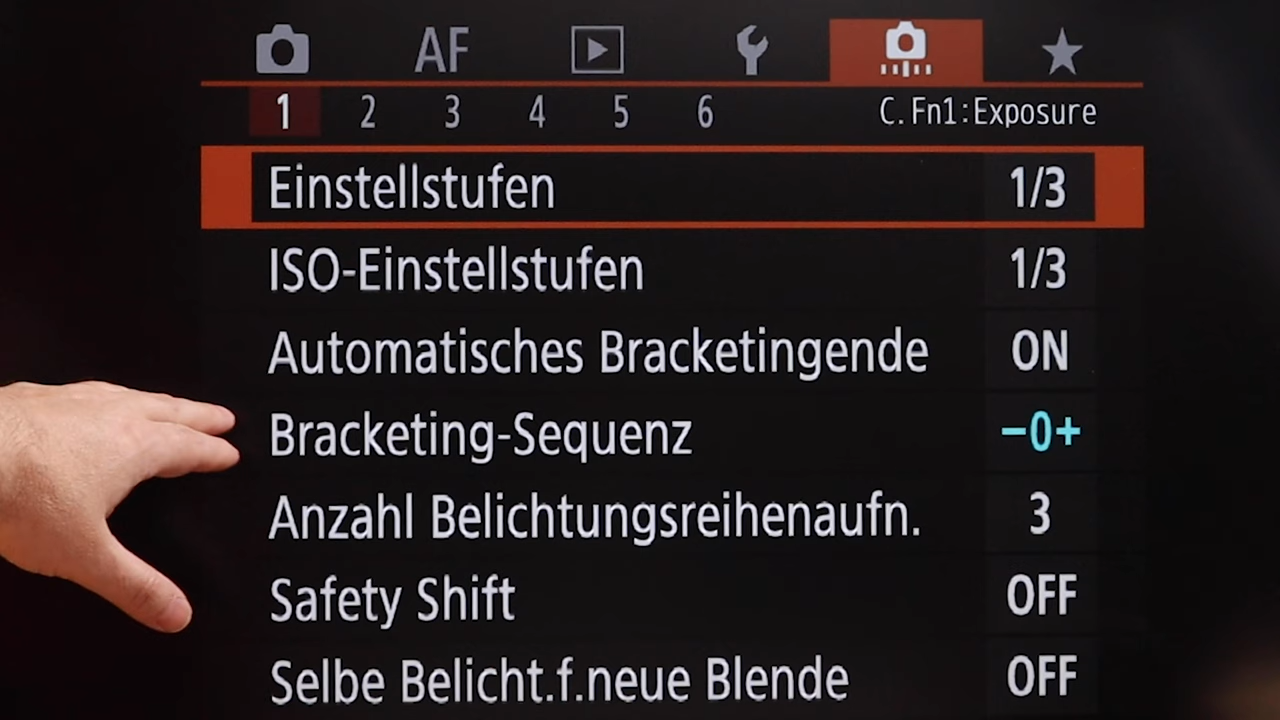 AF
1 2 3 4 5 6 C.Fn1:Exposure
Einstellstufen 1/3
ISO-Einstellstufen 1/3
Automatisches Bracketingende ON
Bracketing-Sequenz −0+
Anzahl Belichtungsreihenaufn. 3
Safety Shift OFF
Selbe Belicht.f.neue Blende OFF